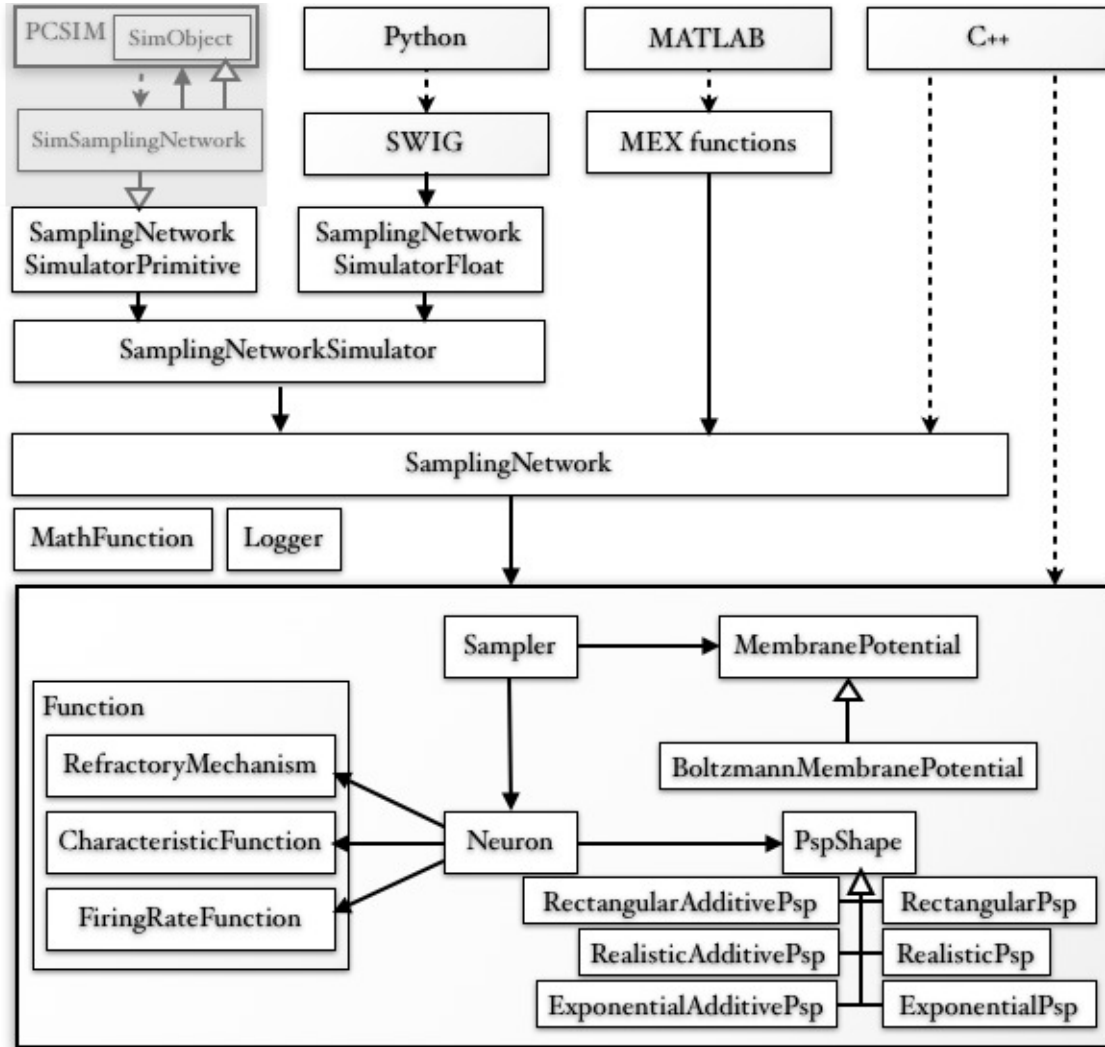 PCSIM
SimObject
Python
MATLAB
C++
SimSamplingNetwork
SWIG
MEX functions
SamplingNetwork
SimulatorPrimitive
SamplingNetwork
SimulatorFloat
SamplingNetworkSimulator
SamplingNetwork
MathFunction
Logger
Sampler
MembranePotential
Function
RefractoryMechanism
BoltzmannMembranePotential
CharacteristicFunction
Neuron
PspShape
FiringRateFunction
RectangularAdditivePsp
RectangularPsp
RealisticAdditivePsp
RealisticPsp
ExponentialAdditivePsp
ExponentialPsp